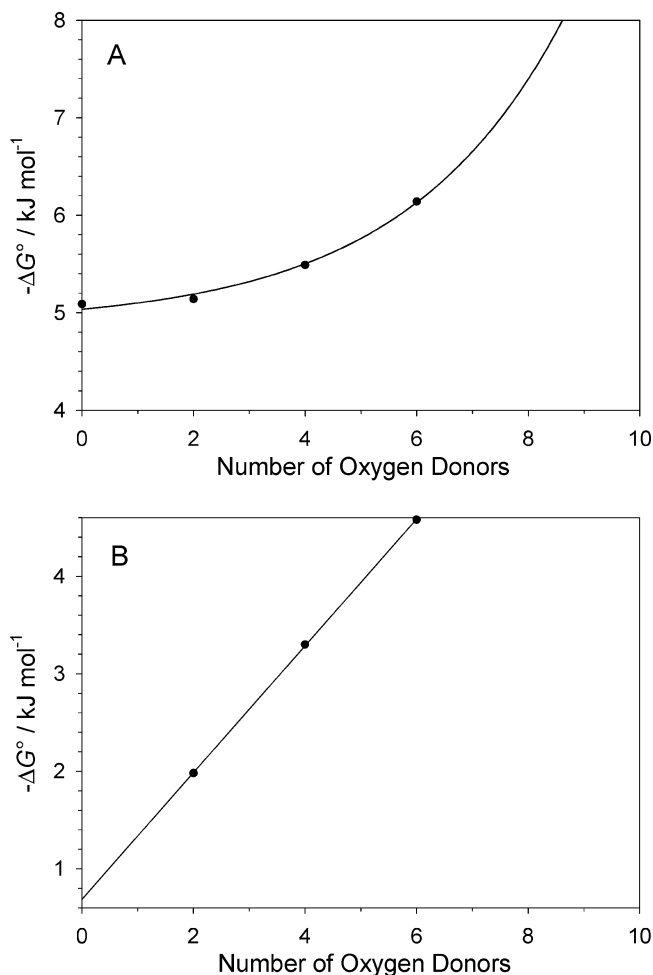 A
8
7
6
5
4
-ΔG° / kJ mol⁻¹
0 2 4 6 8 10
Number of Oxygen Donors
B
4
3
2
1
-ΔG° / kJ mol⁻¹
0 2 4 6 8 10
Number of Oxygen Donors